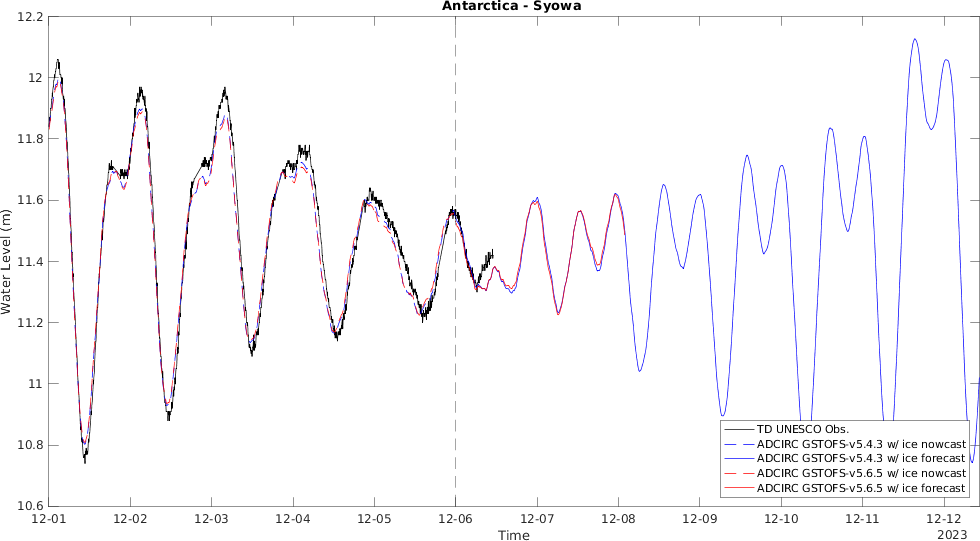 Antarctica - Syowa
Water Level (m)
12.2
12
11.8
11.6
11.4
11.2
11
10.8
10.6
TD UNESCO Obs.
ADCIRC GSTOFS-v5.4.3 w/ ice nowcast
ADCIRC GSTOFS-v5.4.3 w/ ice forecast
ADCIRC GSTOFS-v5.6.5 w/ ice nowcast
ADCIRC GSTOFS-v5.6.5 w/ ice forecast
12-01 12-02 12-03 12-04 12-05 12-06 12-07 12-08 12-09 12-10 12-11 12-12
Time
2023